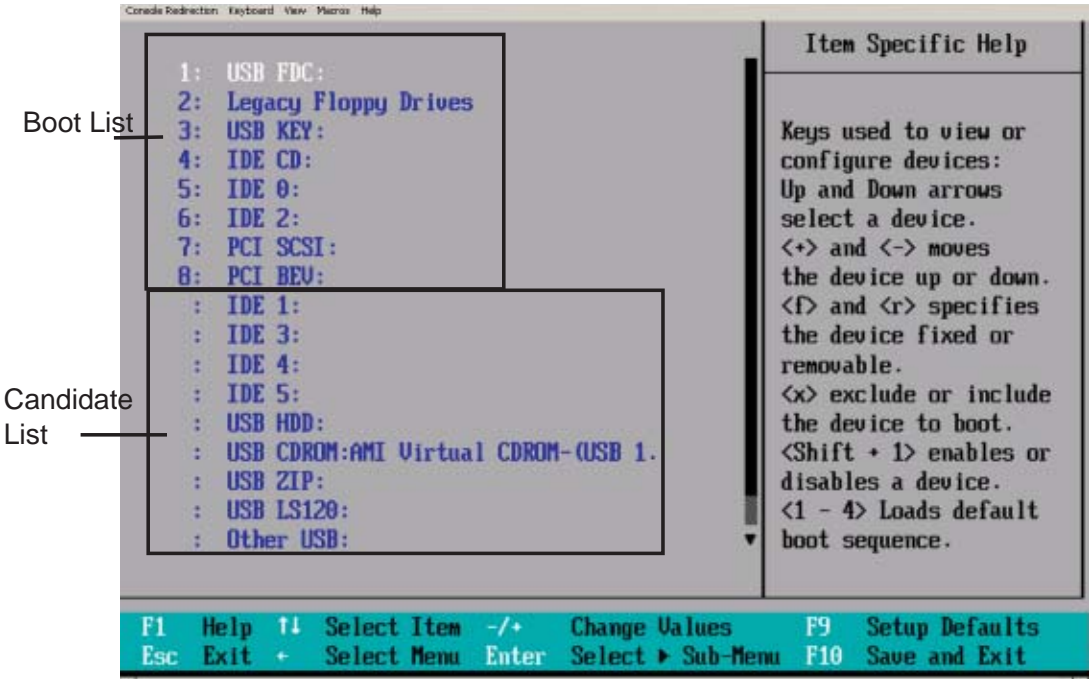 Console Redirection Keyboard View Macros Help
Item Specific Help
Boot List
1: USB FDC:
2: Legacy Floppy Drives
3: USB KEY:
4: IDE CD:
5: IDE 0:
6: IDE 2:
7: PCI SCSI:
8: PCI BEV:
Candidate
List
: IDE 1:
: IDE 3:
: IDE 4:
: IDE 5:
: USB HDD:
: USB CDROM:AMI Virtual CDROM-(USB 1.
: USB ZIP:
: USB LS120:
: Other USB:
Keys used to view or
configure devices:
Up and Down arrows
select a device.
<+> and <-> moves
the device up or down.
<f> and <r> specifies
the device fixed or
removable.
<x> exclude or include
the device to boot.
<Shift + 1> enables or
disables a device.
<1 - 4> Loads default
boot sequence.
F1 Help ↑↓ Select Item -/+ Change Values F9 Setup Defaults
Esc Exit ← Select Menu Enter Select ▶ Sub-Menu F10 Save and Exit